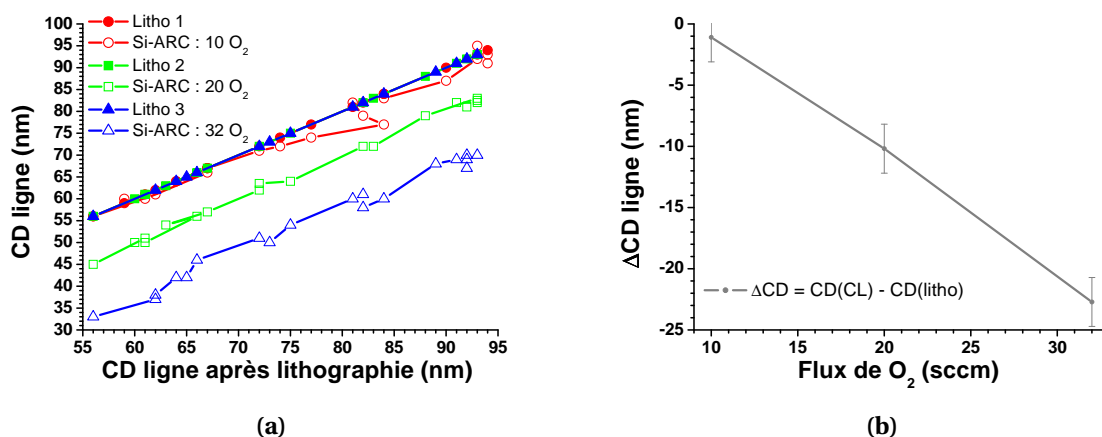 Litho 1
Si-ARC : 10 O2
Litho 2
Si-ARC : 20 O2
Litho 3
Si-ARC : 32 O2
CD ligne (nm)
100
95
90
85
80
75
70
65
60
55
50
45
40
35
30
55 60 65 70 75 80 85 90 95
CD ligne après lithographie (nm)
(a)
ΔCD ligne (nm)
-0
-5
-10
-15
-20
-25
ΔCD = CD(CL) - CD(litho)
10 15 20 25 30
Flux de O2 (sccm)
(b)